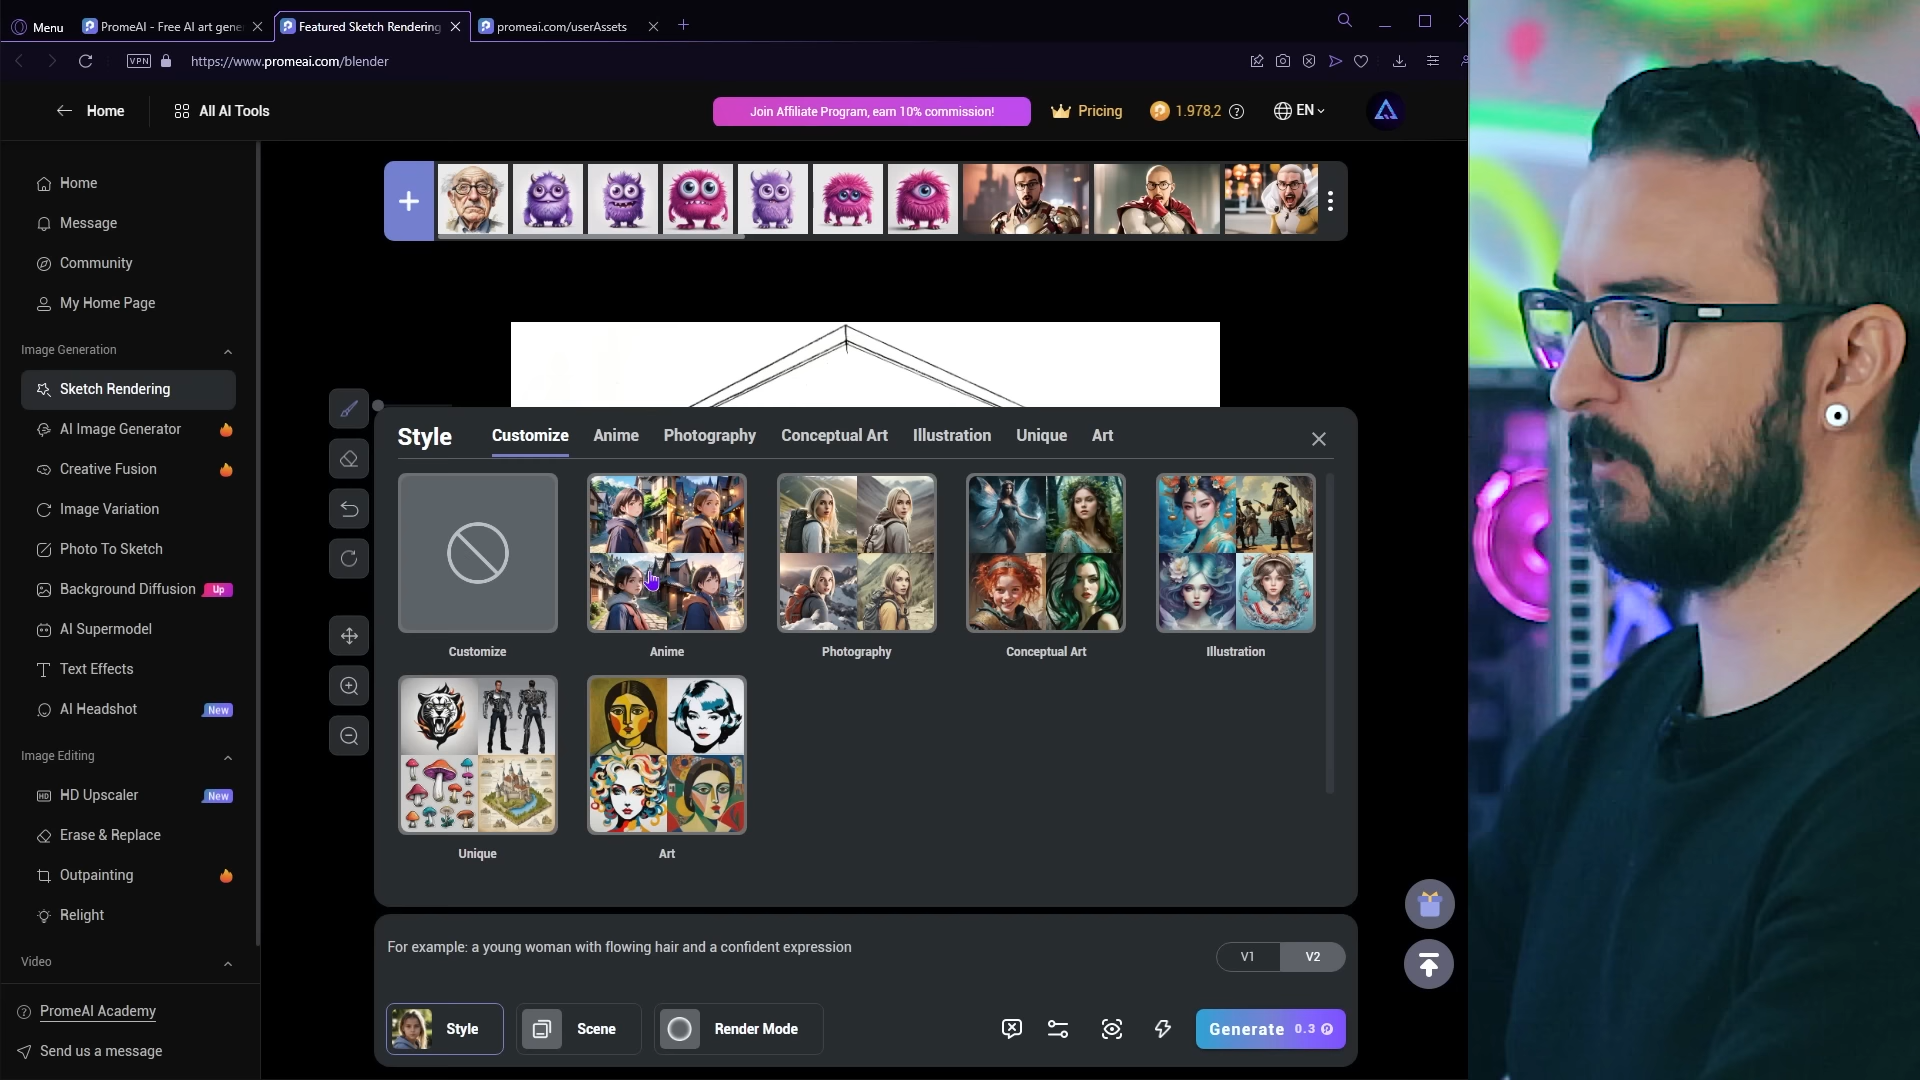 Menu
PromeAI - Free AI art gene
Featured Sketch Rendering
promeai.com/userAssets
VPN
https://www.promeai.com/blender
Home
All AI Tools
Join Affiliate Program, earn 10% commission!
Pricing
1.978,2
EN
Home
Message
Community
My Home Page
Image Generation
Sketch Rendering
AI Image Generator
Creative Fusion
Image Variation
Photo To Sketch
Background Diffusion
Up
AI Supermodel
Text Effects
AI Headshot
New
Image Editing
HD Upscaler
New
Erase & Replace
Outpainting
Relight
Video
PromeAI Academy
Send us a message
Style
Customize
Anime
Photography
Conceptual Art
Illustration
Unique
Art
Customize
Anime
Photography
Conceptual Art
Illustration
Unique
Art
For example: a young woman with flowing hair and a confident expression
V1
V2
Style
Scene
Render Mode
Generate 0.3